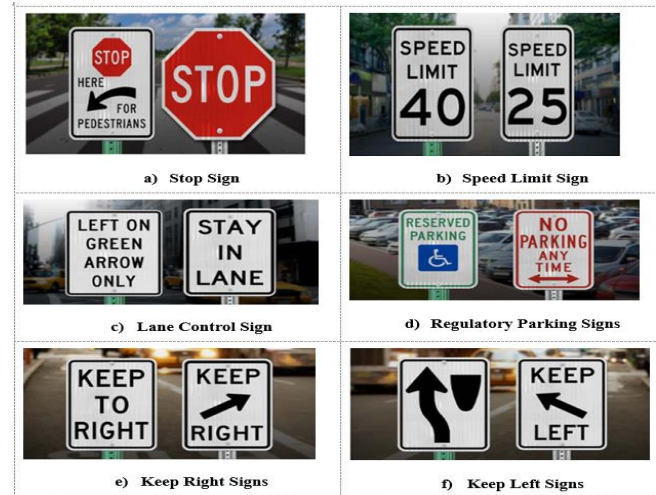 STOP
HERE
FOR
PEDESTRIANS
STOP
a) Stop Sign
SPEED
LIMIT
40
SPEED
LIMIT
25
b) Speed Limit Sign
LEFT ON
GREEN
ARROW
ONLY
STAY
IN
LANE
c) Lane Control Sign
RESERVED
PARKING
NO
PARKING
ANY
TIME
d) Regulatory Parking Signs
KEEP
TO
RIGHT
KEEP
RIGHT
e) Keep Right Signs
KEEP
LEFT
f) Keep Left Signs